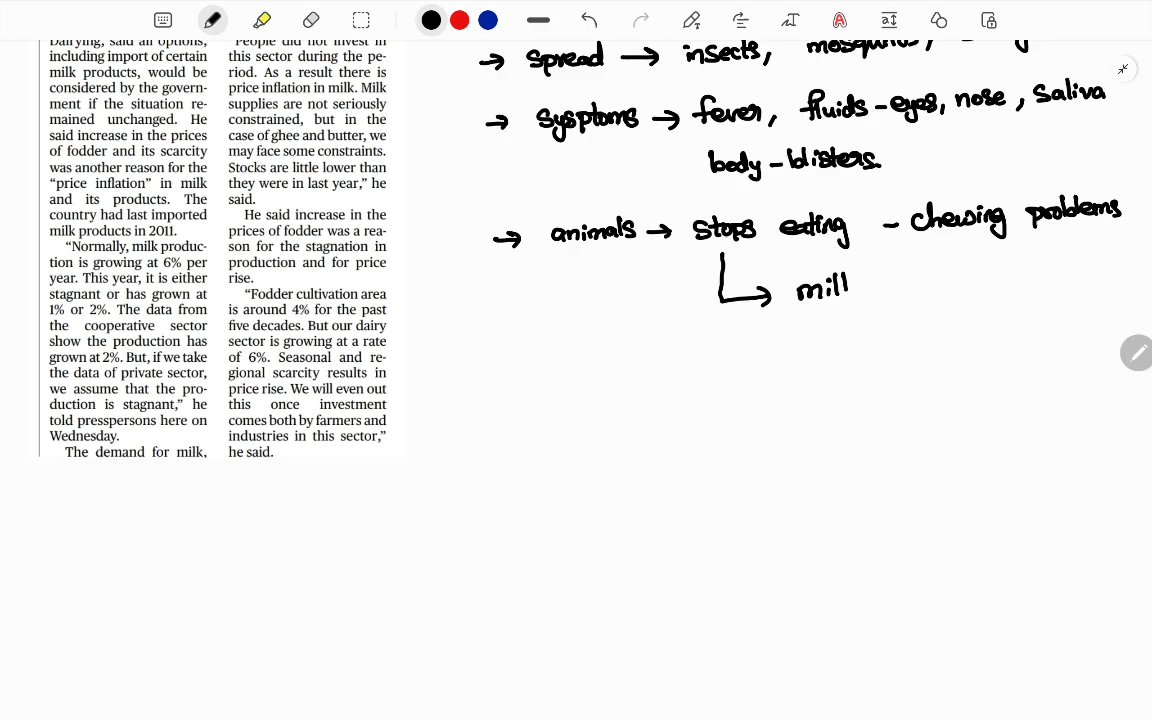 Dairying, said all options,
including import of certain
milk products, would be
considered by the govern-
ment if the situation re-
mained unchanged. He
said increase in the prices
of fodder and its scarcity
was another reason for the
“price inflation” in milk
and its products. The
country had last imported
milk products in 2011.
“Normally, milk produc-
tion is growing at 6% per
year. This year, it is either
stagnant or has grown at
1% or 2%. The data from
the cooperative sector
show the production has
grown at 2%. But, if we take
the data of private sector,
we assume that the pro-
duction is stagnant,” he
told presspersons here on
Wednesday.
The demand for milk,
People did not invest in
this sector during the pe-
riod. As a result there is
price inflation in milk. Milk
supplies are not seriously
constrained, but in the
case of ghee and butter, we
may face some constraints.
Stocks are little lower than
they were in last year,” he
said.
He said increase in the
prices of fodder was a rea-
son for the stagnation in
production and for price
rise.
“Fodder cultivation area
is around 4% for the past
five decades. But our dairy
sector is growing at a rate
of 6%. Seasonal and re-
gional scarcity results in
price rise. We will even out
this once investment
comes both by farmers and
industries in this sector,”
he said.
→ spread → insects, mosquitos,
→ sysptoms → fever, fluids - eyes, nose, saliva
body - blisters
→ animals → stops eating - chewing problems
→ mill